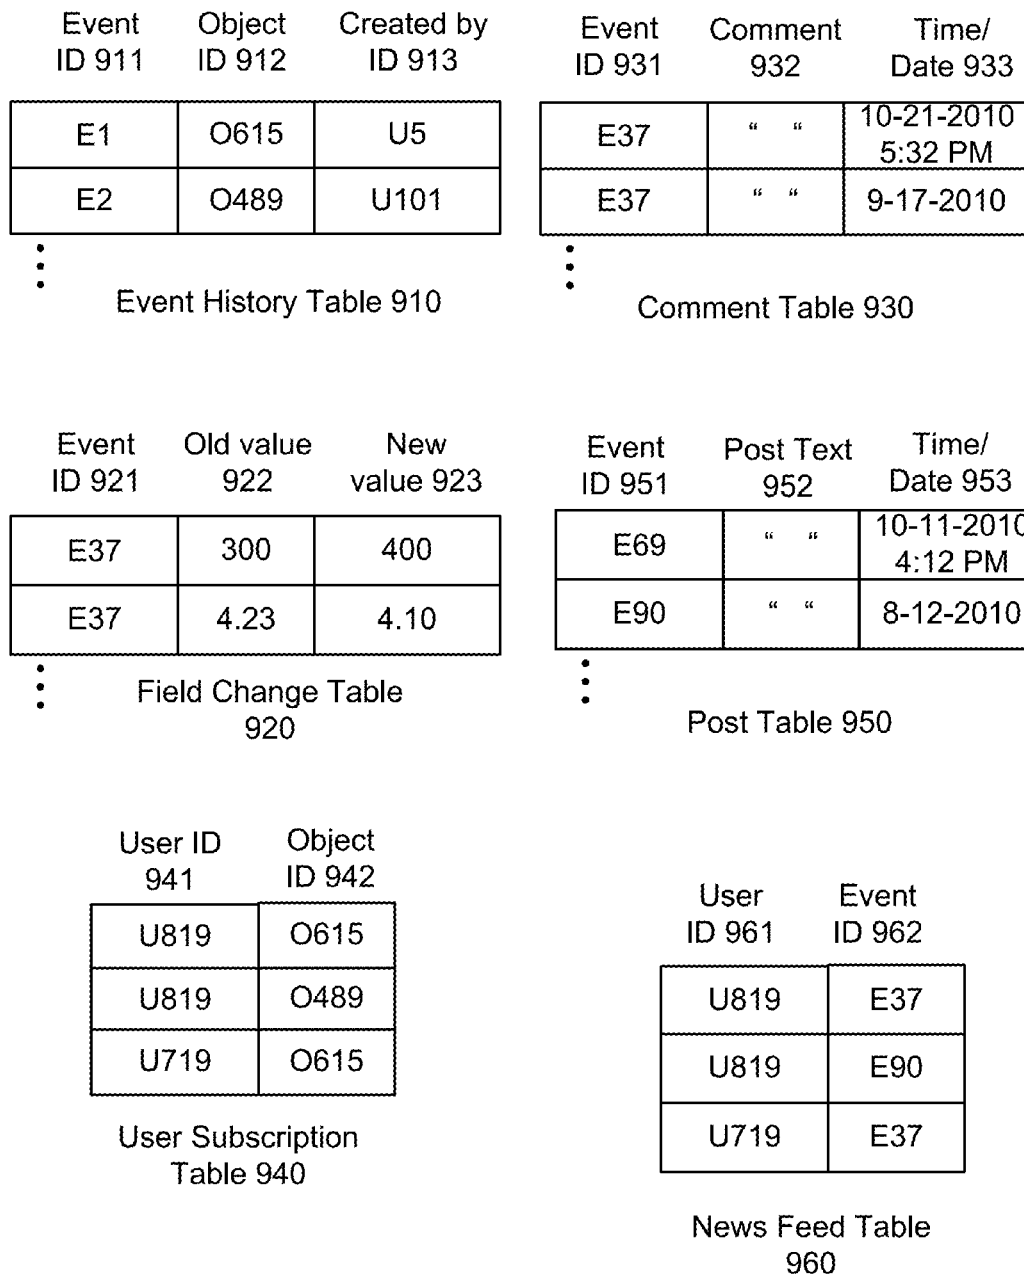 Event ID 911 Object ID 912 Created by ID 913
E1 O615 U5
E2 O489 U101
Event History Table 910
Event ID 931 Comment 932 Time/ Date 933
E37 “ “ 10-21-2010 5:32 PM
E37 “ “ 9-17-2010
Comment Table 930
Event ID 921 Old value 922 New value 923
E37 300 400
E37 4.23 4.10
Field Change Table
920
Event ID 951 Post Text 952 Time/ Date 953
E69 “ “ 10-11-2010 4:12 PM
E90 “ “ 8-12-2010
Post Table 950
User ID 941 Object ID 942
U819 O615
U819 O489
U719 O615
User Subscription
Table 940
User ID 961 Event ID 962
U819 E37
U819 E90
U719 E37
News Feed Table
960